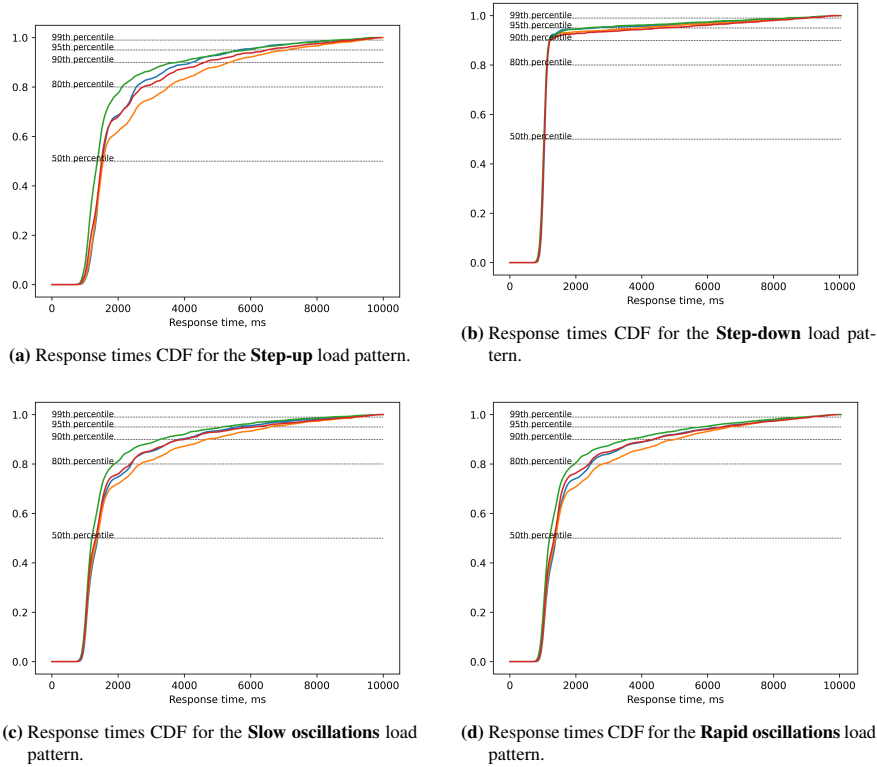 99th percentile
95th percentile
90th percentile
80th percentile
50th percentile
1.0
0.8
0.6
0.4
0.2
0.0
0 2000 4000 6000 8000 10000
Response time, ms
(a) Response times CDF for the Step-up load pattern.
99th percentile
95th percentile
90th percentile
80th percentile
50th percentile
1.0
0.8
0.6
0.4
0.2
0.0
0 2000 4000 6000 8000 10000
Response time, ms
(b) Response times CDF for the Step-down load pat-
tern.
99th percentile
95th percentile
90th percentile
80th percentile
50th percentile
1.0
0.8
0.6
0.4
0.2
0.0
0 2000 4000 6000 8000 10000
Response time, ms
(c) Response times CDF for the Slow oscillations load
pattern.
99th percentile
95th percentile
90th percentile
80th percentile
50th percentile
1.0
0.8
0.6
0.4
0.2
0.0
0 2000 4000 6000 8000 10000
Response time, ms
(d) Response times CDF for the Rapid oscillations load
pattern.